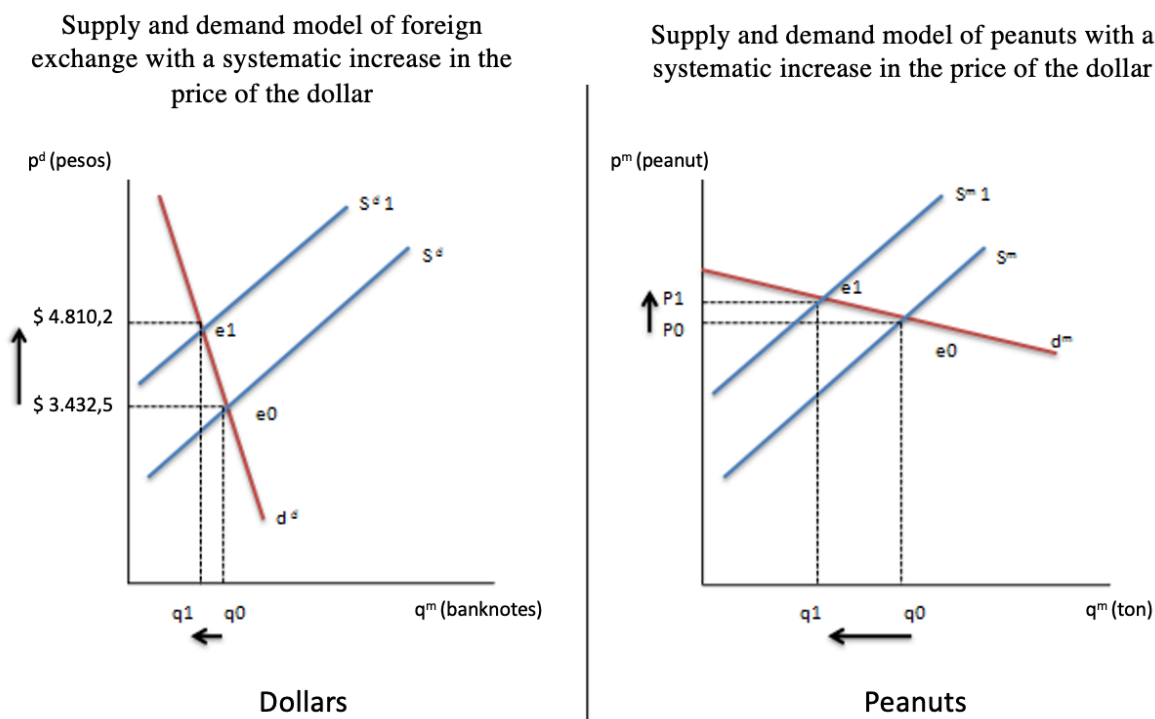 Supply and demand model of foreign
exchange with a systematic increase in the
price of the dollar
pᵈ (pesos)
Sᵈ 1
Sᵈ
$ 4.810,2
e1
$ 3.432,5
e0
dᵈ
q1 q0
qᵐ (banknotes)
Dollars
Supply and demand model of peanuts with a
systematic increase in the price of the dollar
pᵐ (peanut)
Sᵐ 1
Sᵐ
e1
P1
P0
e0
dᵐ
q1 q0
qᵐ (ton)
Peanuts